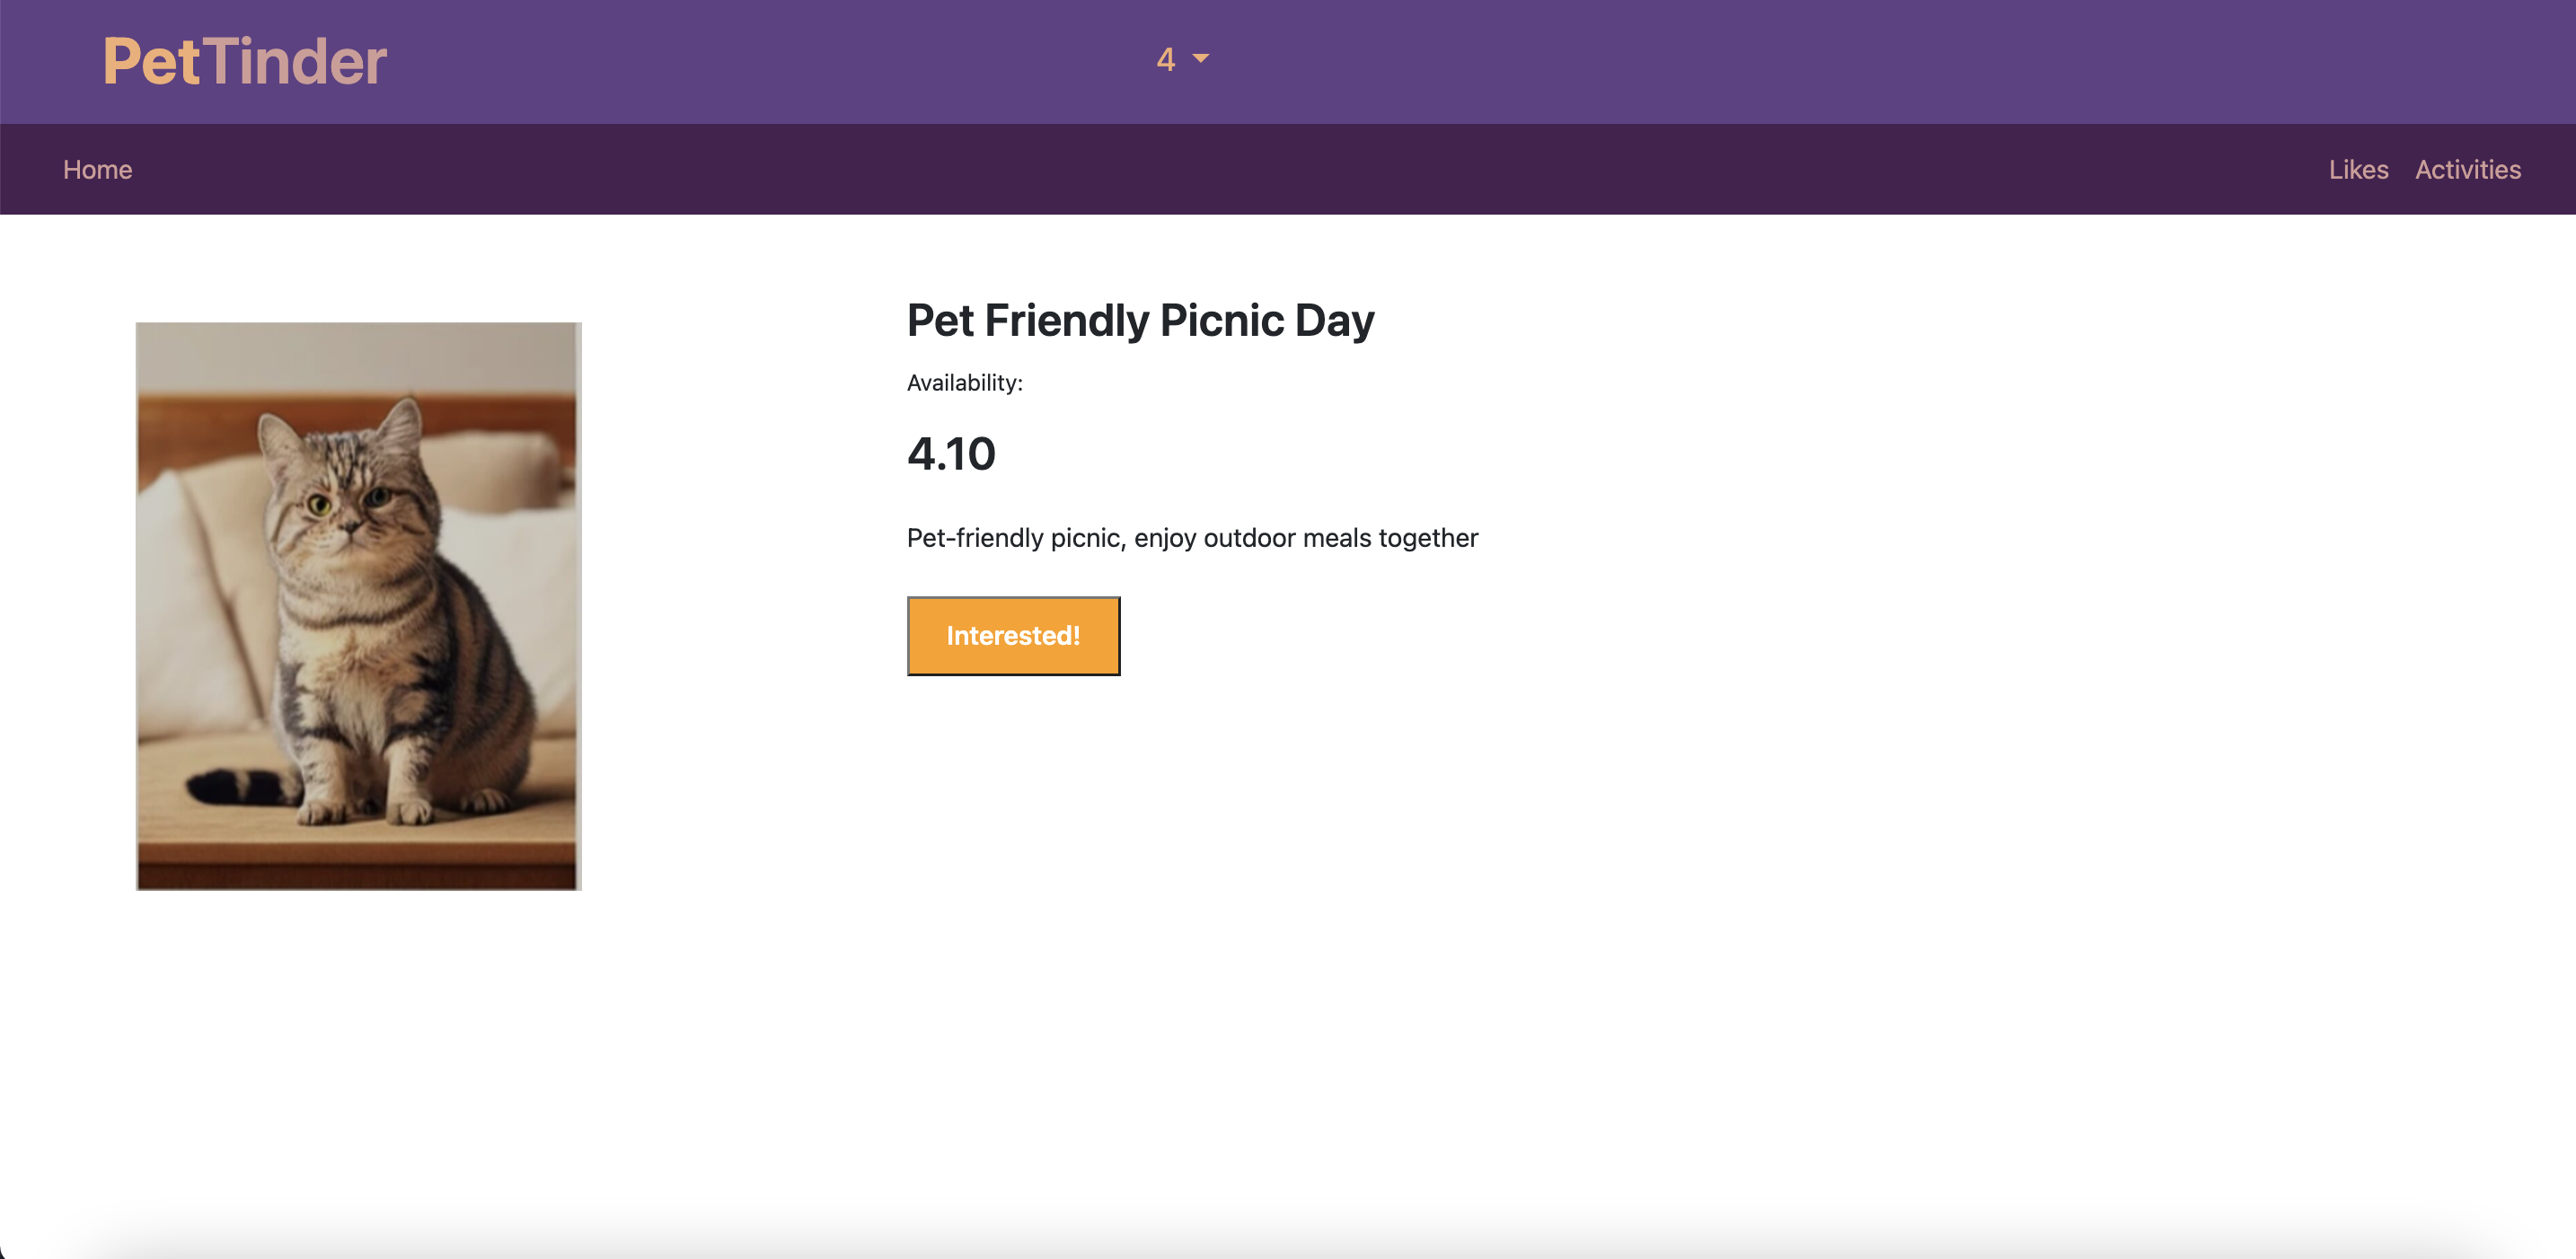 PetTinder
4
Home
Likes Activities
Pet Friendly Picnic Day
Availability:
4.10
Pet-friendly picnic, enjoy outdoor meals together
Interested!